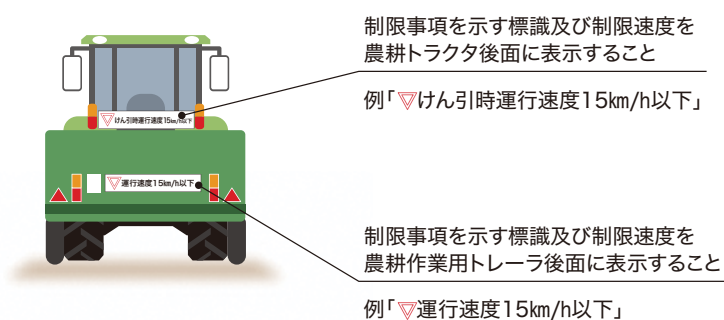 制限事項を示す標識及び制限速度を
農耕トラクタ後面に表示すること
例「▽けん引時運行速度15km/h以下」
▽けん引時運行速度15km/h以下
▽運行速度15km/h以下
制限事項を示す標識及び制限速度を
農耕作業用トレーラ後面に表示すること
例「▽運行速度15km/h以下」